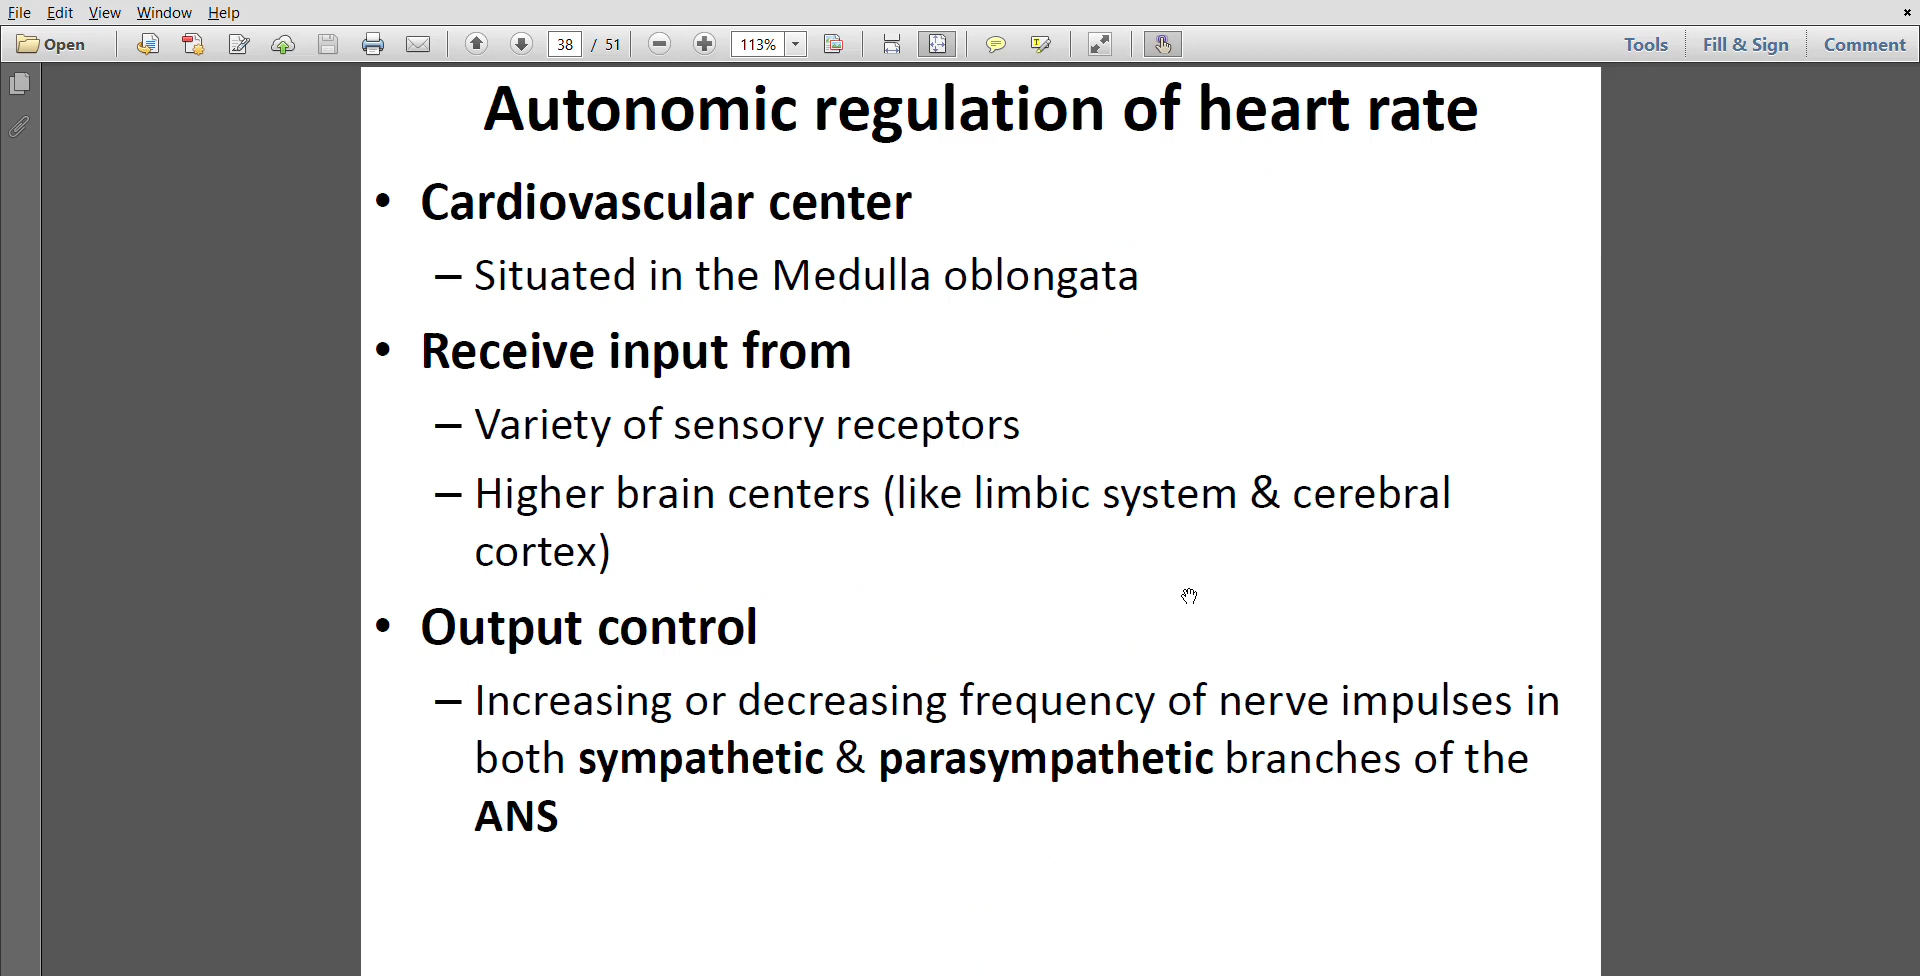 File Edit View Window Help
Open 38 / 51 113% Tools Fill & Sign Comment
Autonomic regulation of heart rate
• Cardiovascular center
– Situated in the Medulla oblongata
• Receive input from
– Variety of sensory receptors
– Higher brain centers (like limbic system & cerebral
cortex)
• Output control
– Increasing or decreasing frequency of nerve impulses in
both sympathetic & parasympathetic branches of the
ANS